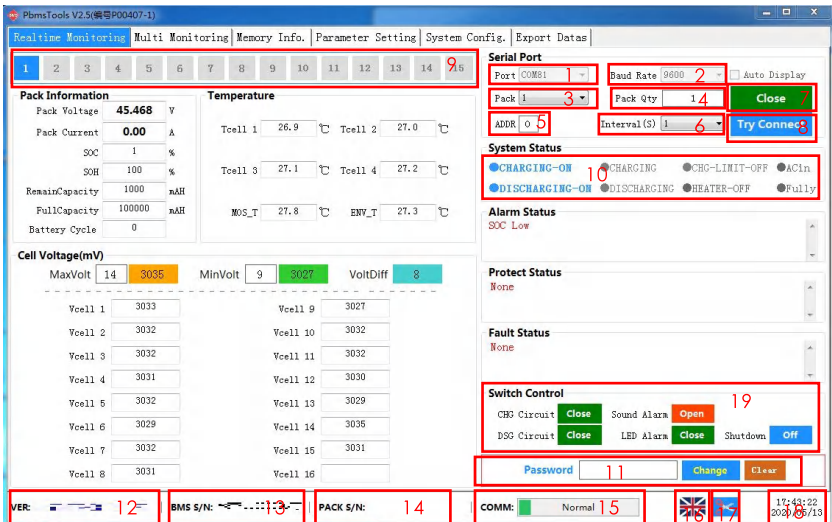 PbmsTools V2.5(编号P00407-1)
Realtime Monitoring Multi Monitoring Memory Info. Parameter Setting System Config. Export Datas
1 2 3 4 5 6 7 8 9 10 11 12 13 14 15 9
Serial Port
Port COM81 1 Baud Rate 9600 2 Auto Display
Pack 1 3 Pack Qty 1 4 Close 7
ADDR 0 5 Interval(S) 1 6 Try Connect 8
Pack Information
Pack Voltage 45.468 V
Pack Current 0.00 A
SOC 1 %
SOH 100 %
RemainCapacity 1000 mAH
FullCapacity 100000 mAH
Battery Cycle 0
Temperature
Tcell 1 26.9 ℃ Tcell 2 27.0 ℃
Tcell 3 27.1 ℃ Tcell 4 27.2 ℃
MOS_T 27.8 ℃ ENV_T 27.3 ℃
System Status
CHARGING-ON CHARGING CHG-LIMIT-OFF ACin
10
DISCHARGING-ON DISCHARGING HEATER-OFF Fully
Alarm Status
SOC Low
Protect Status
None
Fault Status
None
Cell Voltage(mV)
MaxVolt 14 3035 MinVolt 9 3027 VoltDiff 8
Vcell 1 3033 Vcell 9 3027
Vcell 2 3032 Vcell 10 3032
Vcell 3 3032 Vcell 11 3032
Vcell 4 3031 Vcell 12 3030
Vcell 5 3032 Vcell 13 3029
Vcell 6 3029 Vcell 14 3035
Vcell 7 3032 Vcell 15 3031
Vcell 8 3031 Vcell 16
Switch Control
19
CHG Circuit Close Sound Alarm Open
DSG Circuit Close LED Alarm Close Shutdown Off
Password 11 Change Clear
VER: 12 BMS S/N: 13 PACK S/N: 14 COMM: Normal 15 16 17 18
17:43:22
2020/05/13